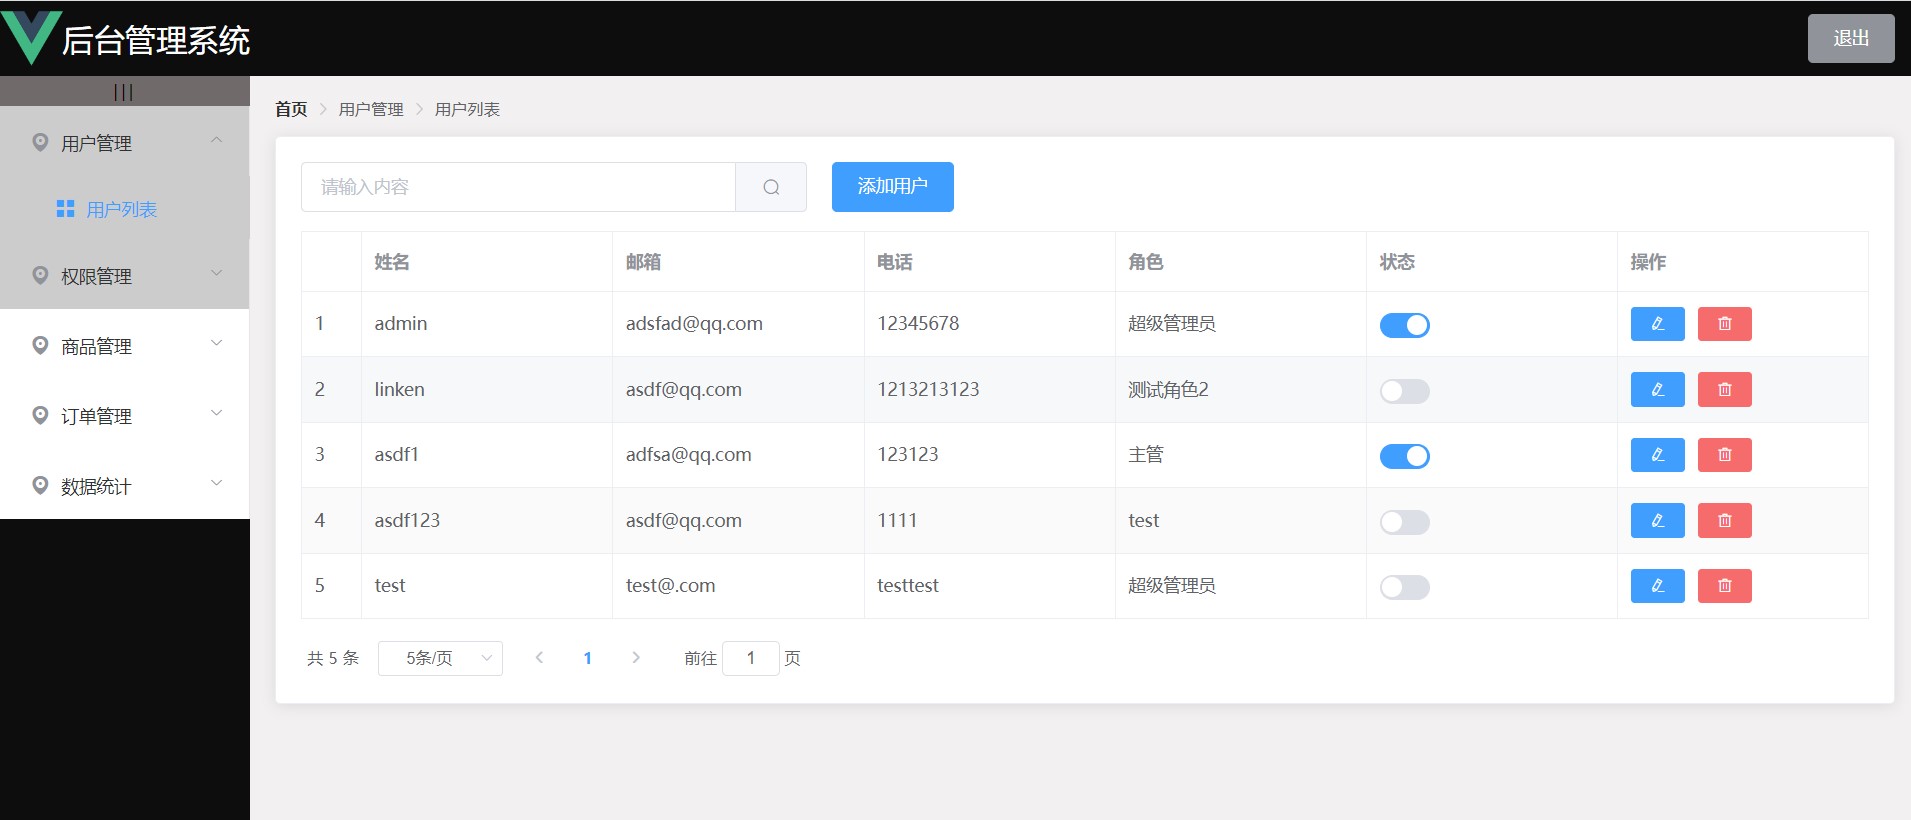 后台管理系统
退出
|||
用户管理
用户列表
权限管理
商品管理
订单管理
数据统计
首页 > 用户管理 > 用户列表
请输入内容
添加用户
姓名 邮箱 电话 角色 状态 操作
1 admin adsfad@qq.com 12345678 超级管理员
2 linken asdf@qq.com 1213213123 测试角色2
3 asdf1 adfsa@qq.com 123123 主管
4 asdf123 asdf@qq.com 1111 test
5 test test@.com testtest 超级管理员
共 5 条 5条/页 < 1 > 前往 1 页